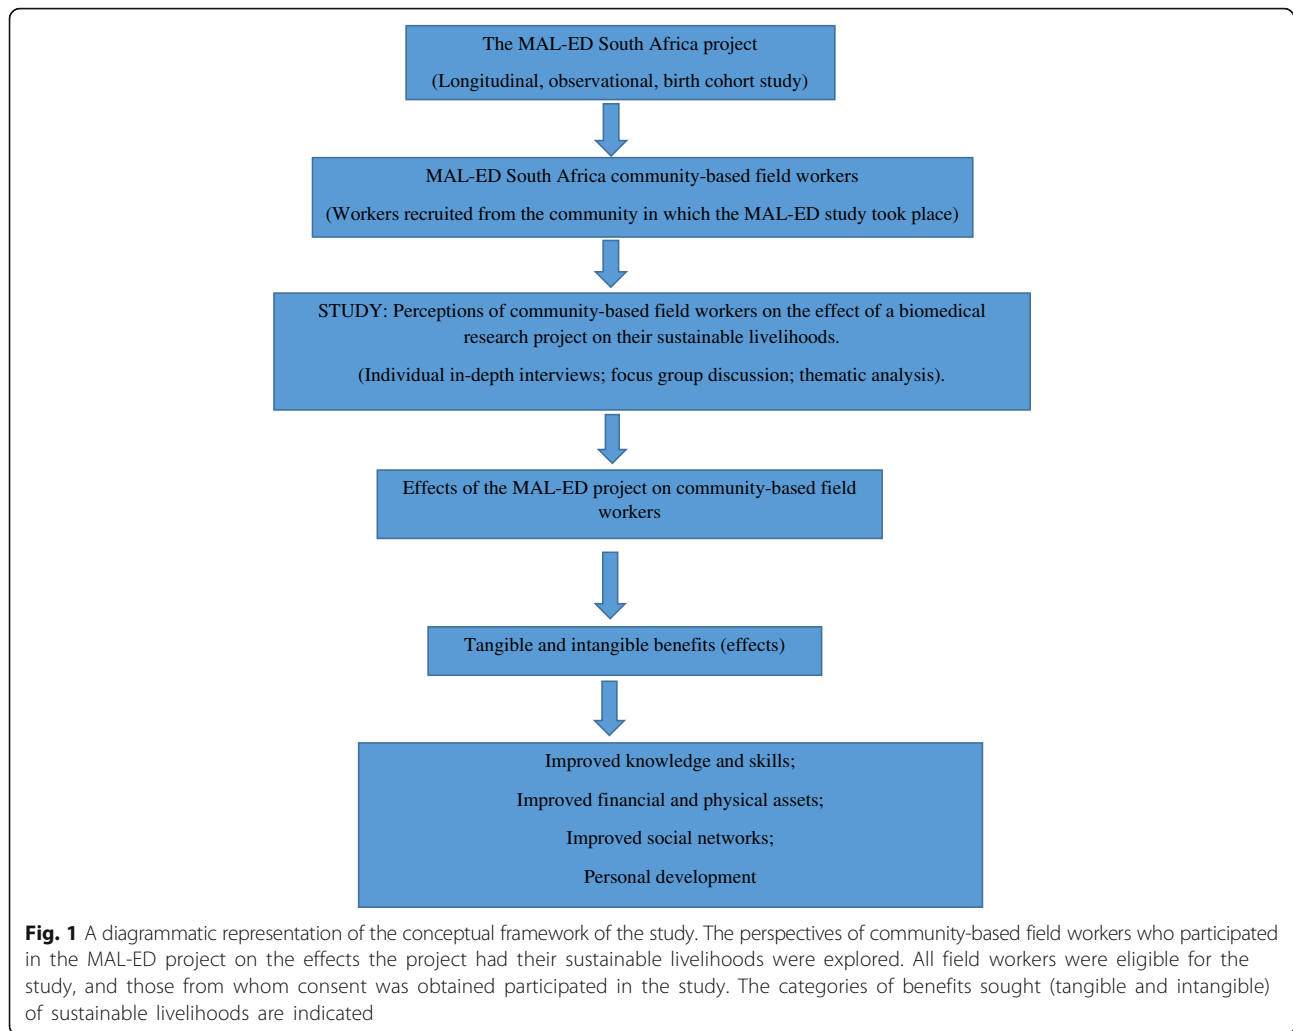 The MAL-ED South Africa project
(Longitudinal, observational, birth cohort study)
MAL-ED South Africa community-based field workers
(Workers recruited from the community in which the MAL-ED study took place)
STUDY: Perceptions of community-based field workers on the effect of a biomedical
research project on their sustainable livelihoods.
(Individual in-depth interviews; focus group discussion; thematic analysis).
Effects of the MAL-ED project on community-based field
workers
Tangible and intangible benefits (effects)
Improved knowledge and skills;
Improved financial and physical assets;
Improved social networks;
Personal development
Fig. 1 A diagrammatic representation of the conceptual framework of the study. The perspectives of community-based field workers who participated
in the MAL-ED project on the effects the project had their sustainable livelihoods were explored. All field workers were eligible for the
study, and those from whom consent was obtained participated in the study. The categories of benefits sought (tangible and intangible)
of sustainable livelihoods are indicated